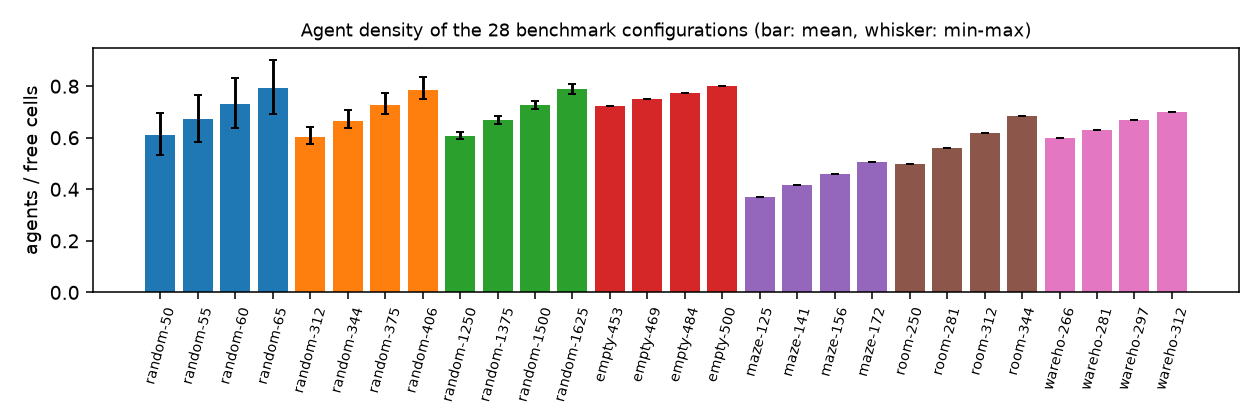 Agent density of the 28 benchmark configurations (bar: mean, whisker: min-max)
agents / free cells
0.8
0.6
0.4
0.2
0.0
random-50
random-55
random-60
random-65
random-312
random-344
random-375
random-406
random-1250
random-1375
random-1500
random-1625
empty-453
empty-469
empty-484
empty-500
maze-125
maze-141
maze-156
maze-172
room-250
room-281
room-312
room-344
wareho-266
wareho-281
wareho-297
wareho-312